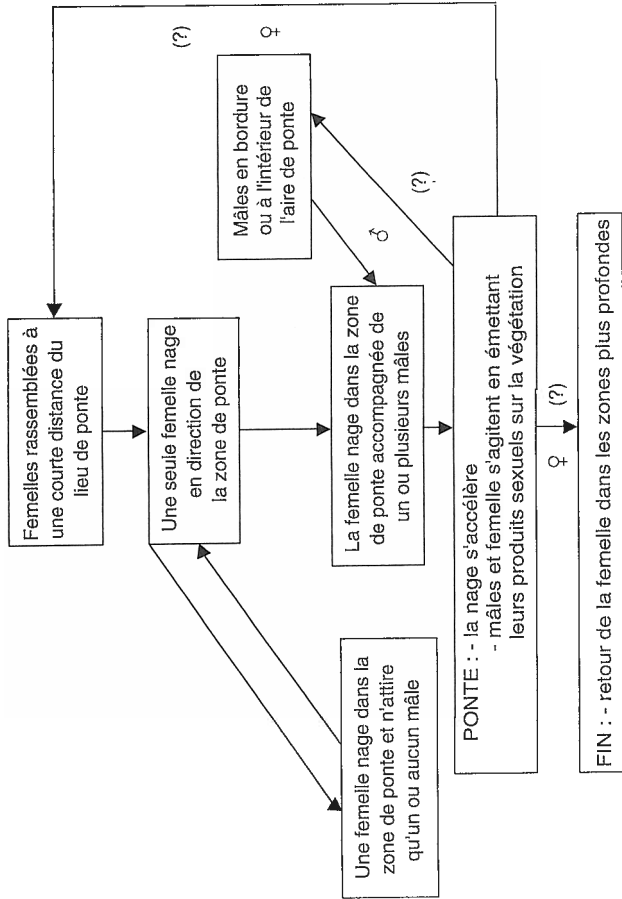 Femelles rassemblées à
une courte distance du
lieu de ponte
(?)
♀
Une seule femelle nage
en direction de
la zone de ponte
Mâles en bordure
ou à l'intérieur de
l'aire de ponte
♂
(?)
Une femelle nage dans la
zone de ponte et n'attire
qu'un ou aucun mâle
La femelle nage dans la zone
de ponte accompagnée de
un ou plusieurs mâles
PONTE : - la nage s'accélère
- mâles et femelle s'agitent en émettant
leurs produits sexuels sur la végétation
♀
(?)
FIN : - retour de la femelle dans les zones plus profondes